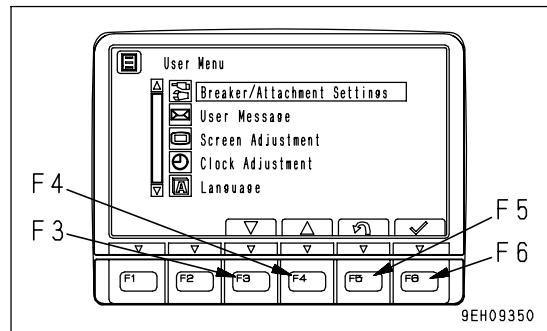 User Menu
Breaker/Attachment Settings
User Message
Screen Adjustment
Clock Adjustment
A Language
F4
F3
F5
F6
F1 F2 F3 F4 F5 F6
9EH09350